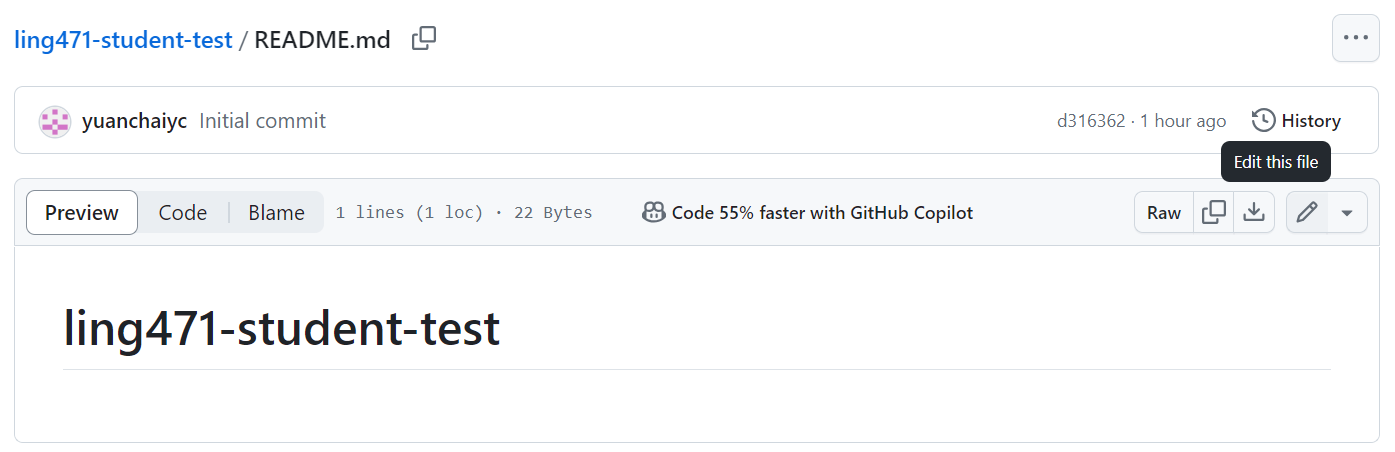 ling471-student-test / README.md
yuanchaiyc Initial commit d316362 · 1 hour ago History
Edit this file
Preview Code Blame 1 lines (1 loc) · 22 Bytes Code 55% faster with GitHub Copilot Raw
ling471-student-test